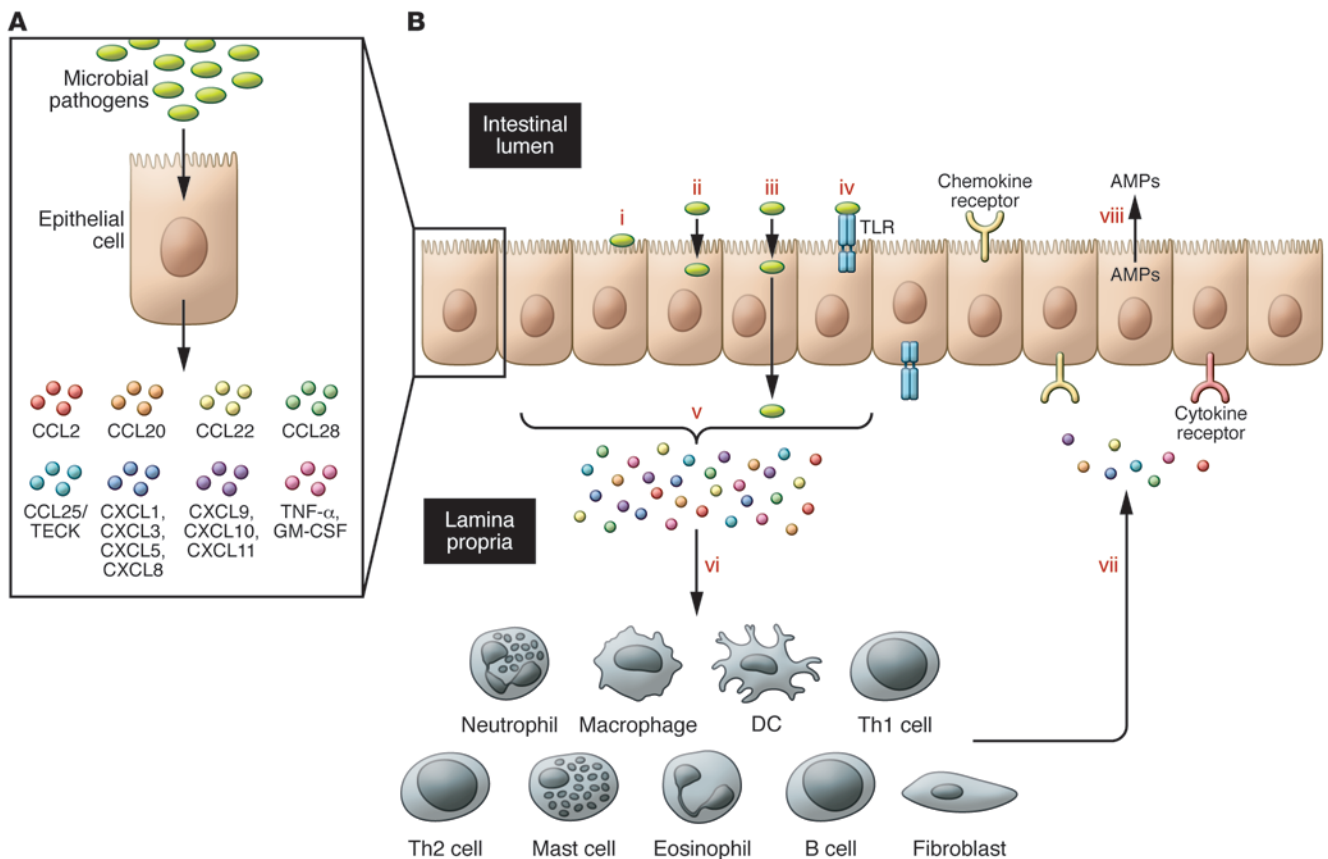 A
Microbial
pathogens
Epithelial
cell
CCL2
CCL20
CCL22
CCL28
CCL25/
TECK
CXCL1,
CXCL3,
CXCL5,
CXCL8
CXCL9,
CXCL10,
CXCL11
TNF-α,
GM-CSF
B
Intestinal
lumen
i
ii
iii
iv
TLR
Chemokine
receptor
AMPs
viii
AMPs
Cytokine
receptor
v
Lamina
propria
vi
vii
Neutrophil
Macrophage
DC
Th1 cell
Th2 cell
Mast cell
Eosinophil
B cell
Fibroblast